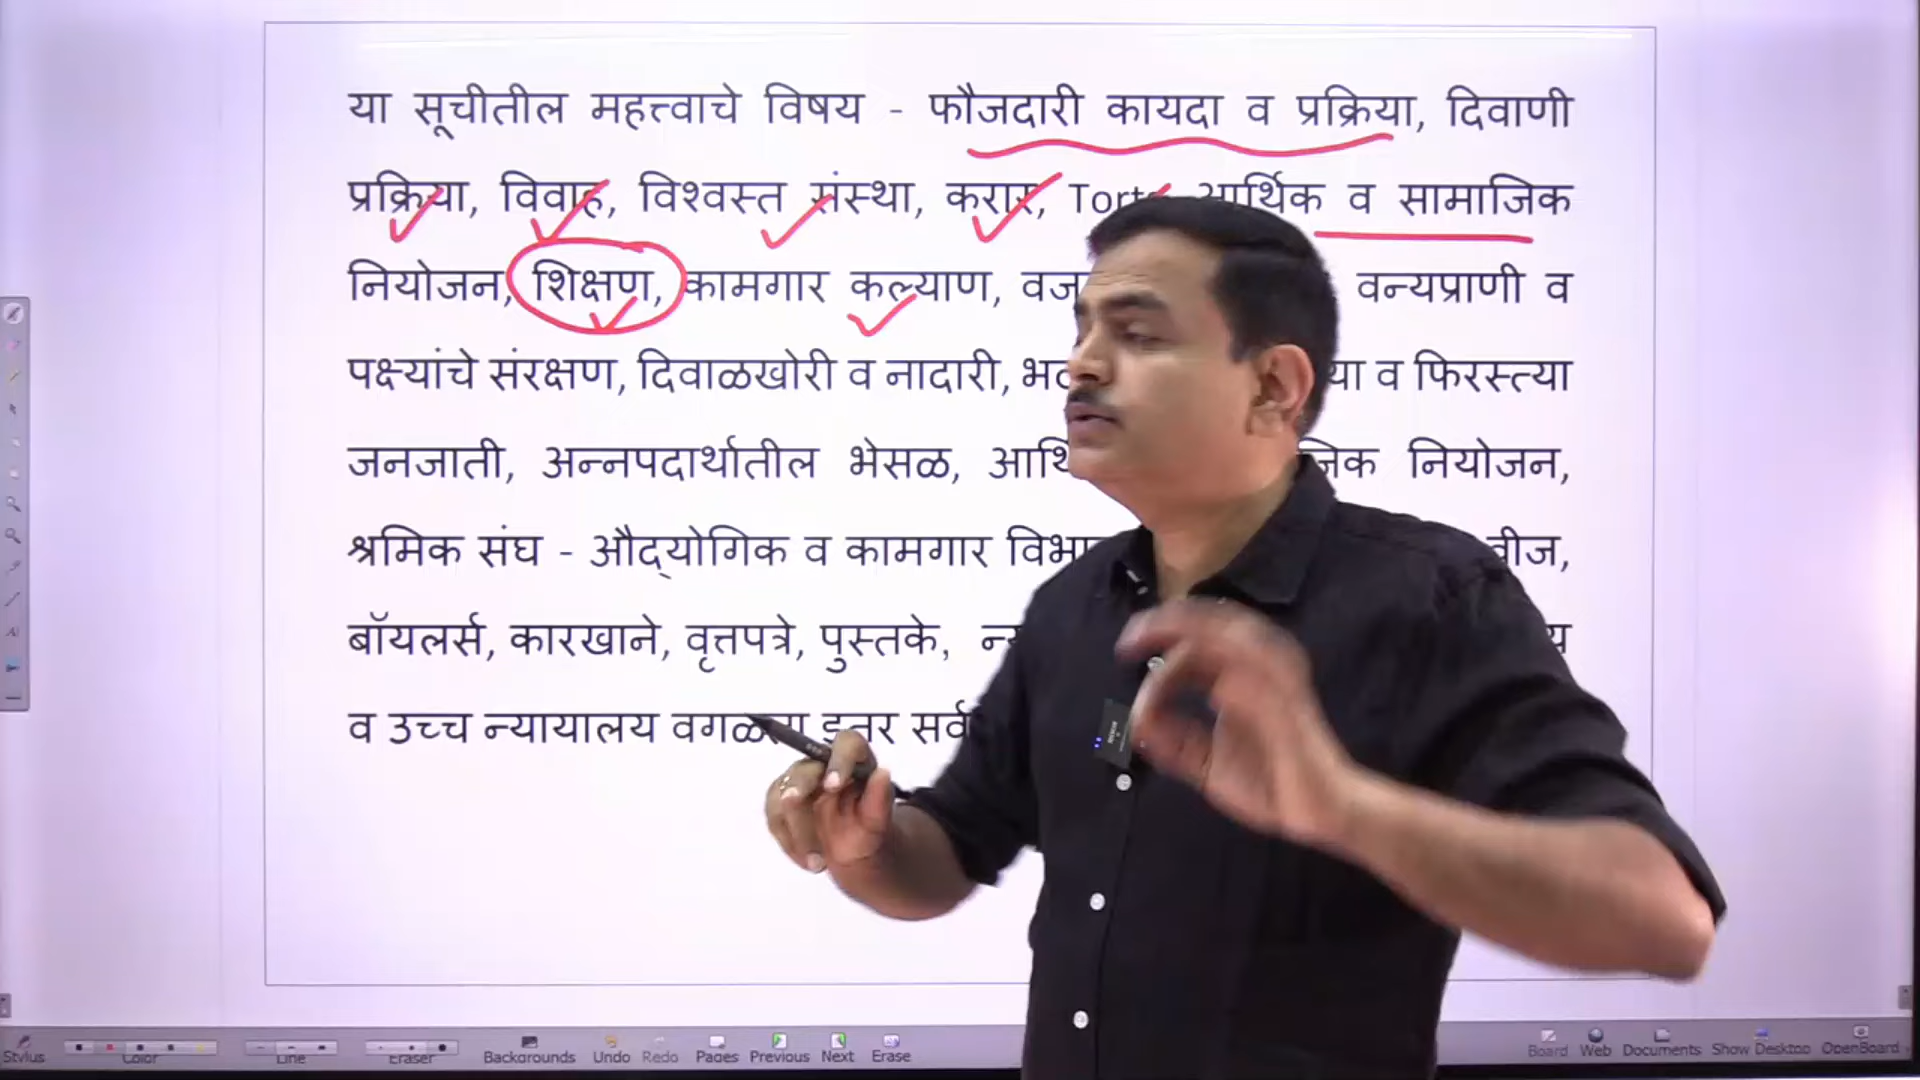 या सूचीतील महत्त्वाचे विषय - फौजदारी कायदा व प्रक्रिया, दिवाणी
प्रक्रिया, विवाह, विश्वस्त संस्था, करार, आर्थिक व सामाजिक
नियोजन, शिक्षण, कामगार कल्याण, वन्यप्राणी व
पक्ष्यांचे संरक्षण, दिवाळखोरी व नादारी, व फिरस्त्या
जनजाती, अन्नपदार्थातील भेसळ, नियोजन,
श्रमिक संघ - औद्योगिक व कामगार वीज,
बॉयलर्स, कारखाने, वृत्तपत्रे, पुस्तके,
व उच्च न्यायालय वगळता इतर सर्व
Stylus Color Line Eraser Backgrounds Undo Redo Pages Previous Next Erase Board Web Documents Show Desktop OpenBoard